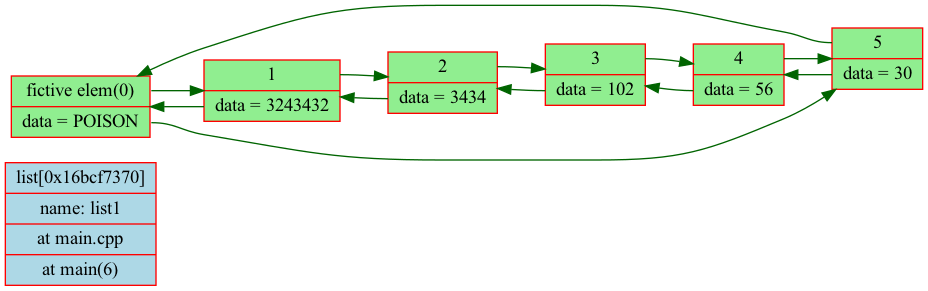 fictive elem(0)
data = POISON
1
data = 3243432
2
data = 3434
3
data = 102
4
data = 56
5
data = 30
list[0x16bcf7370]
name: list1
at main.cpp
at main(6)